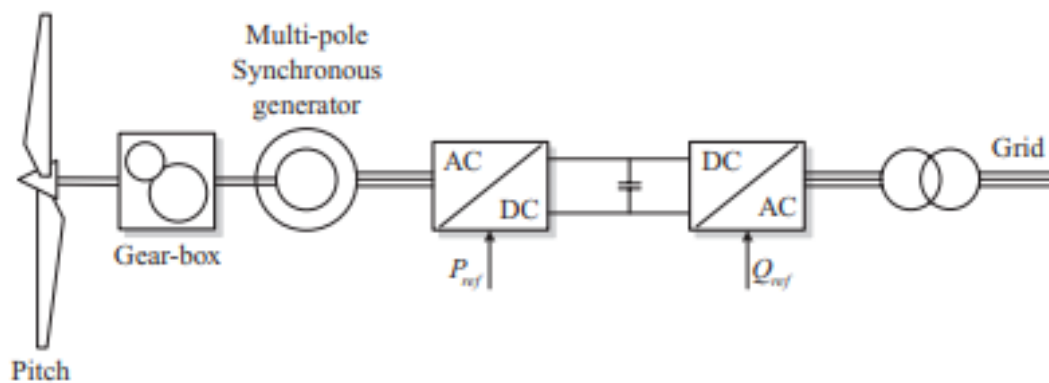 Multi-pole
Synchronous
generator
AC
DC
DC
AC
Grid
Gear-box
Pref
Qref
Pitch